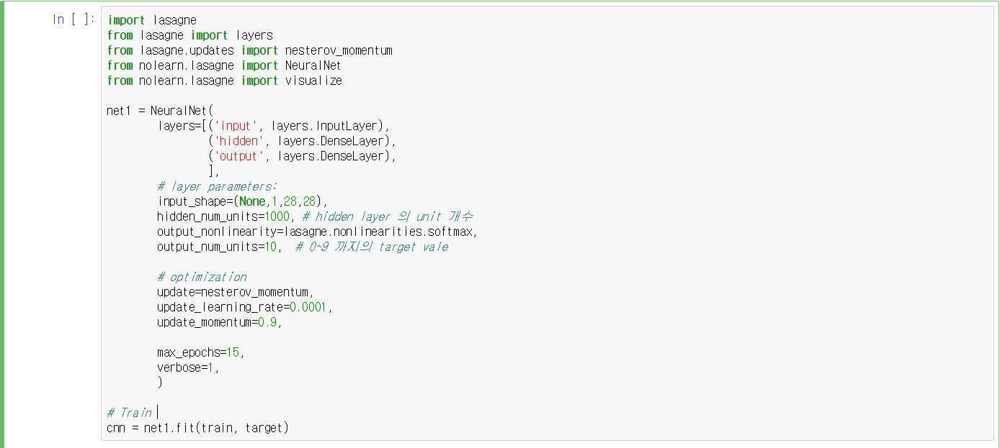 In [ ]: import lasagne
from lasagne import layers
from lasagne.updates import nesterov_momentum
from nolearn.lasagne import NeuralNet
from nolearn.lasagne import visualize
net1 = NeuralNet(
layers=[('input', layers.InputLayer),
('hidden', layers.DenseLayer),
('output', layers.DenseLayer),
],
# layer parameters:
input_shape=(None,1,28,28),
hidden_num_units=1000, # hidden layer 의 unit 개수
output_nonlinearity=lasagne.nonlinearities.softmax,
output_num_units=10,  # 0~9 까지의 target vale
# optimization
update=nesterov_momentum,
update_learning_rate=0.0001,
update_momentum=0.9,
max_epochs=15,
verbose=1,
)
# Train
cnn = net1.fit(train, target)